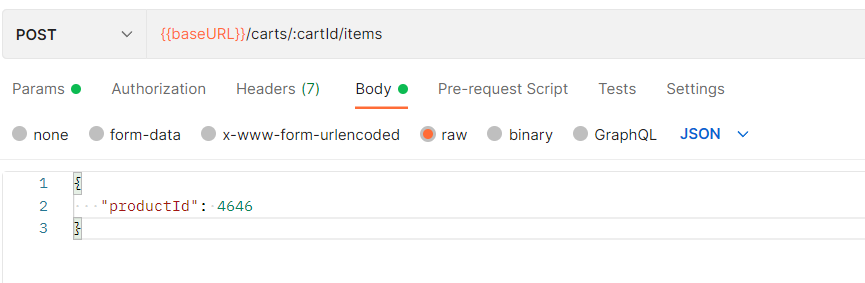 POST {{baseURL}}/carts/:cartId/items
Params Authorization Headers (7) Body Pre-request Script Tests Settings
none form-data x-www-form-urlencoded raw binary GraphQL JSON
1 {
2 "productId": 4646
3 }